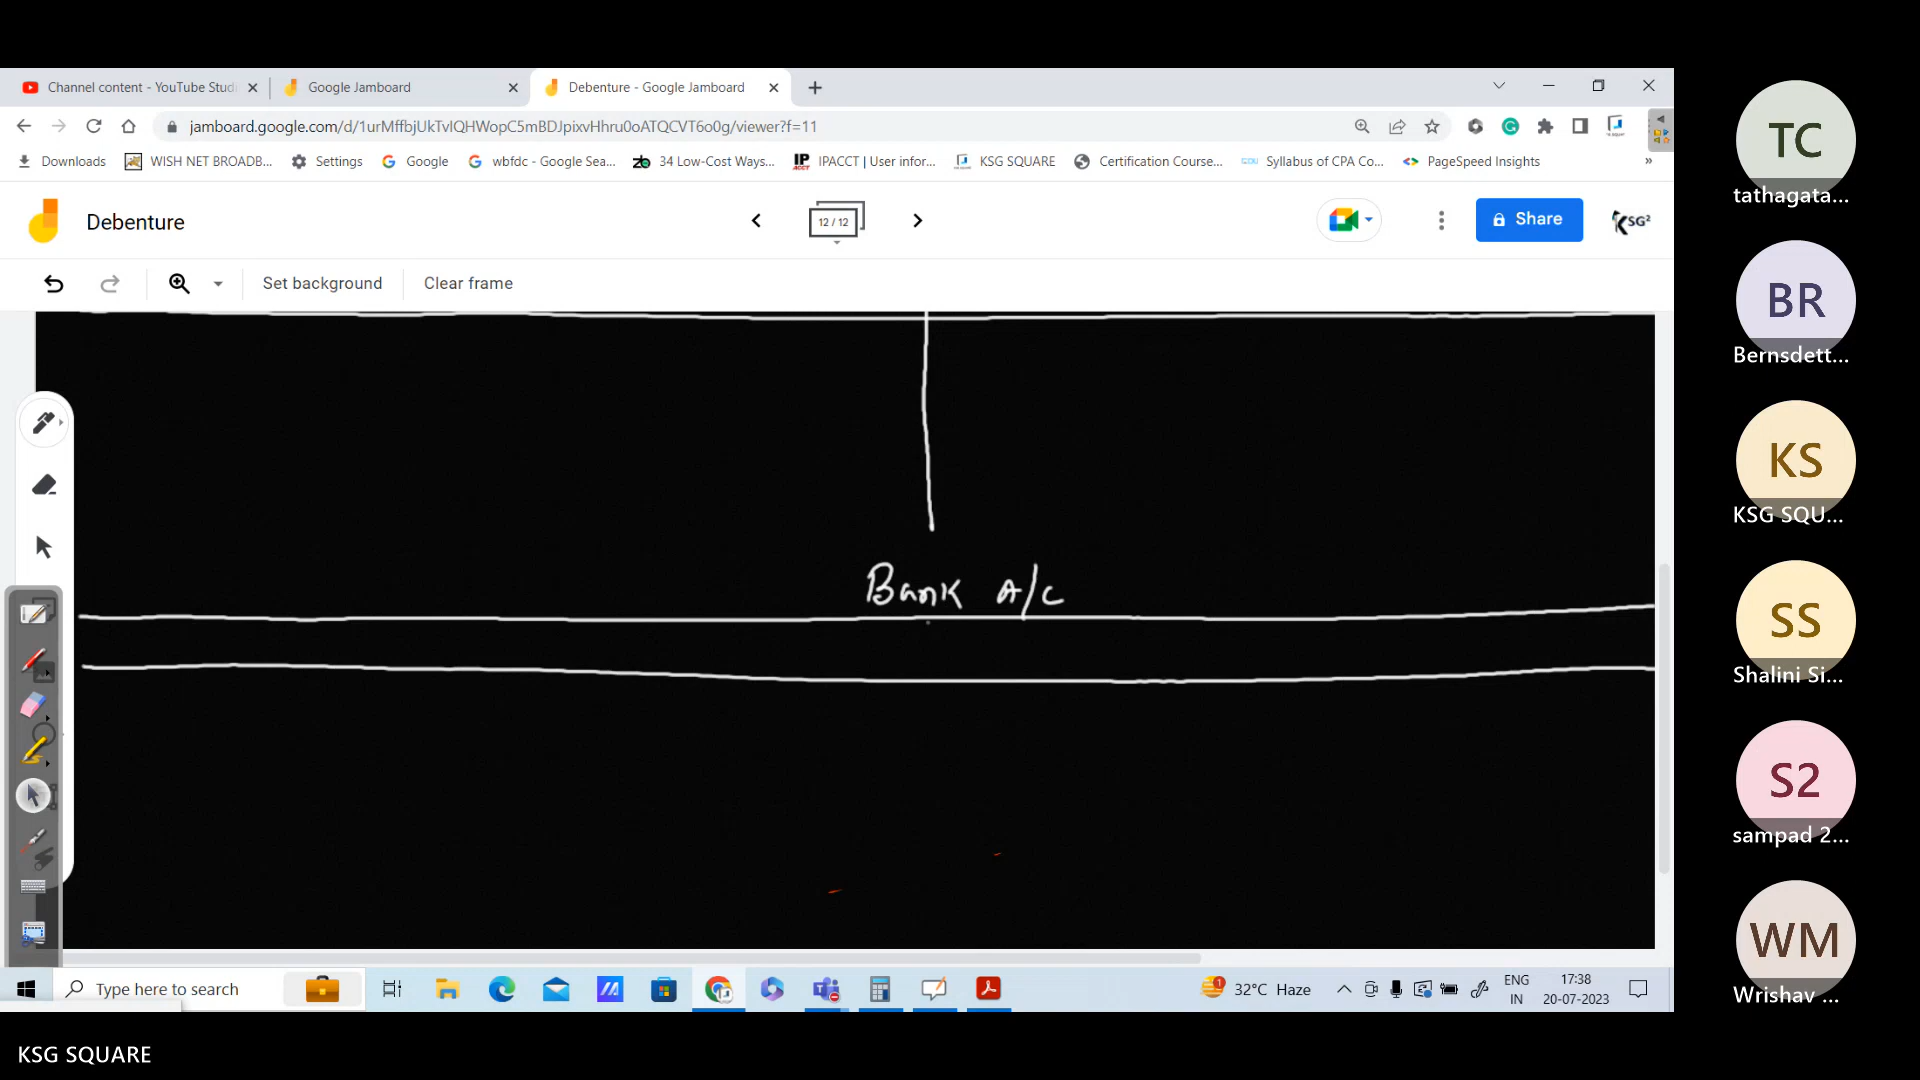 Channel content - YouTube Studi
Google Jamboard
Debenture - Google Jamboard
jamboard.google.com/d/1urMffbjUkTvlQHWopC5mBDJpixvHhru0oATQCVT6o0g/viewer?f=11
Downloads
WISH NET BROADB...
Settings
Google
wbfdc - Google Sea...
34 Low-Cost Ways...
IPACCT | User infor...
KSG SQUARE
Certification Course...
Syllabus of CPA Co...
PageSpeed Insights
»
Debenture
12 / 12
Share
KSG²
Set background
Clear frame
Bank A/C
Type here to search
32°C Haze
ENG
IN
17:38
20-07-2023
TC
tathagata...
BR
Bernsdett...
KS
KSG SQU...
SS
Shalini Si...
S2
sampad 2...
WM
Wrishav ...
KSG SQUARE